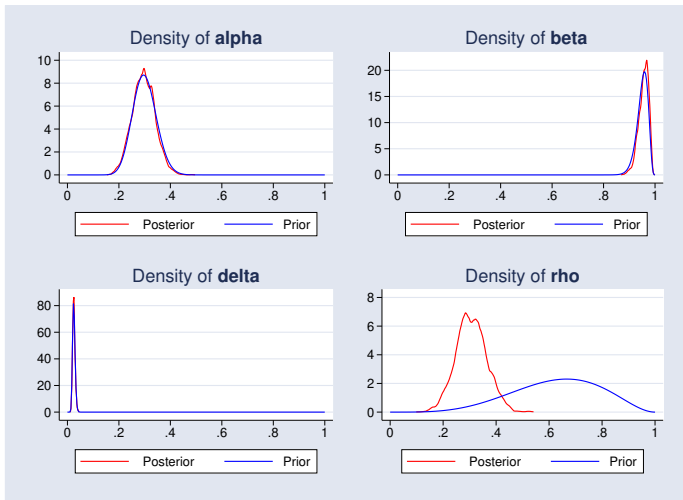 Density of alpha
10
8
6
4
2
0
0 .2 .4 .6 .8 1
Posterior Prior
Density of beta
20
10
0
0 .2 .4 .6 .8 1
Posterior Prior
Density of delta
80
60
40
20
0
0 .2 .4 .6 .8 1
Posterior Prior
Density of rho
8
6
4
2
0
0 .2 .4 .6 .8 1
Posterior Prior